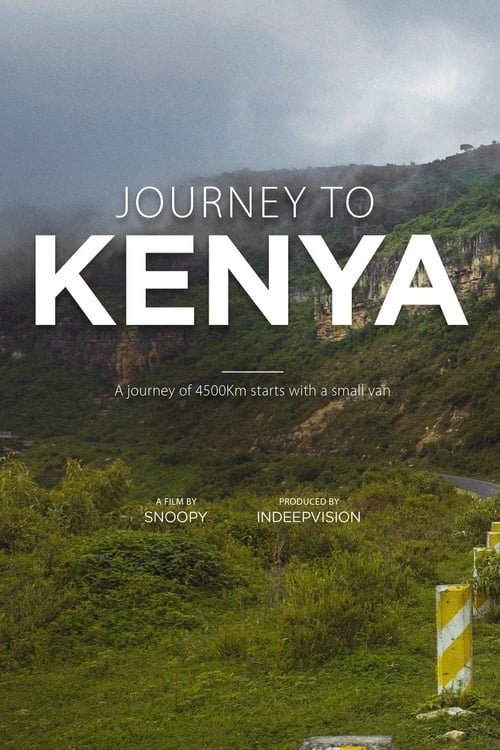 JOURNEY TO
KENYA
A journey of 4500Km starts with a small van
A FILM BY
SNOOPY
PRODUCED BY
INDEEPVISION